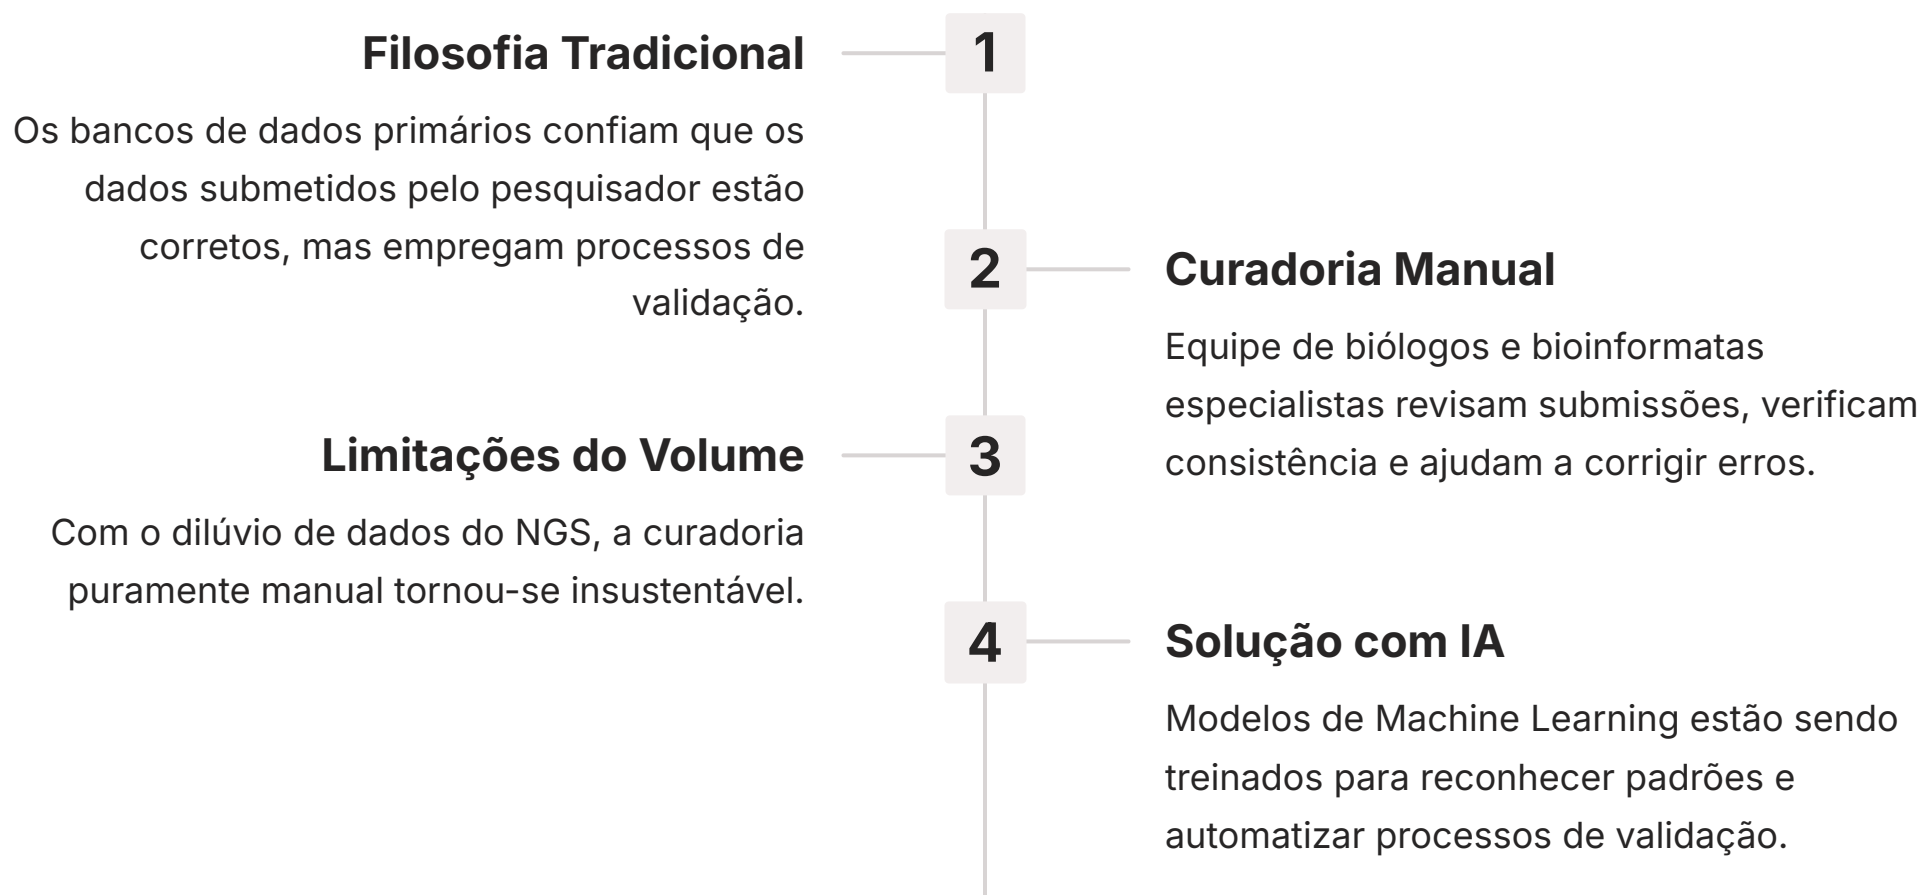 1
Filosofia Tradicional
Os bancos de dados primários confiam que os
dados submetidos pelo pesquisador estão
corretos, mas empregam processos de
validação.
2
Curadoria Manual
Equipe de biólogos e bioinformatas
especialistas revisam submissões, verificam
consistência e ajudam a corrigir erros.
3
Limitações do Volume
Com o dilúvio de dados do NGS, a curadoria
puramente manual tornou-se insustentável.
4
Solução com IA
Modelos de Machine Learning estão sendo
treinados para reconhecer padrões e
automatizar processos de validação.